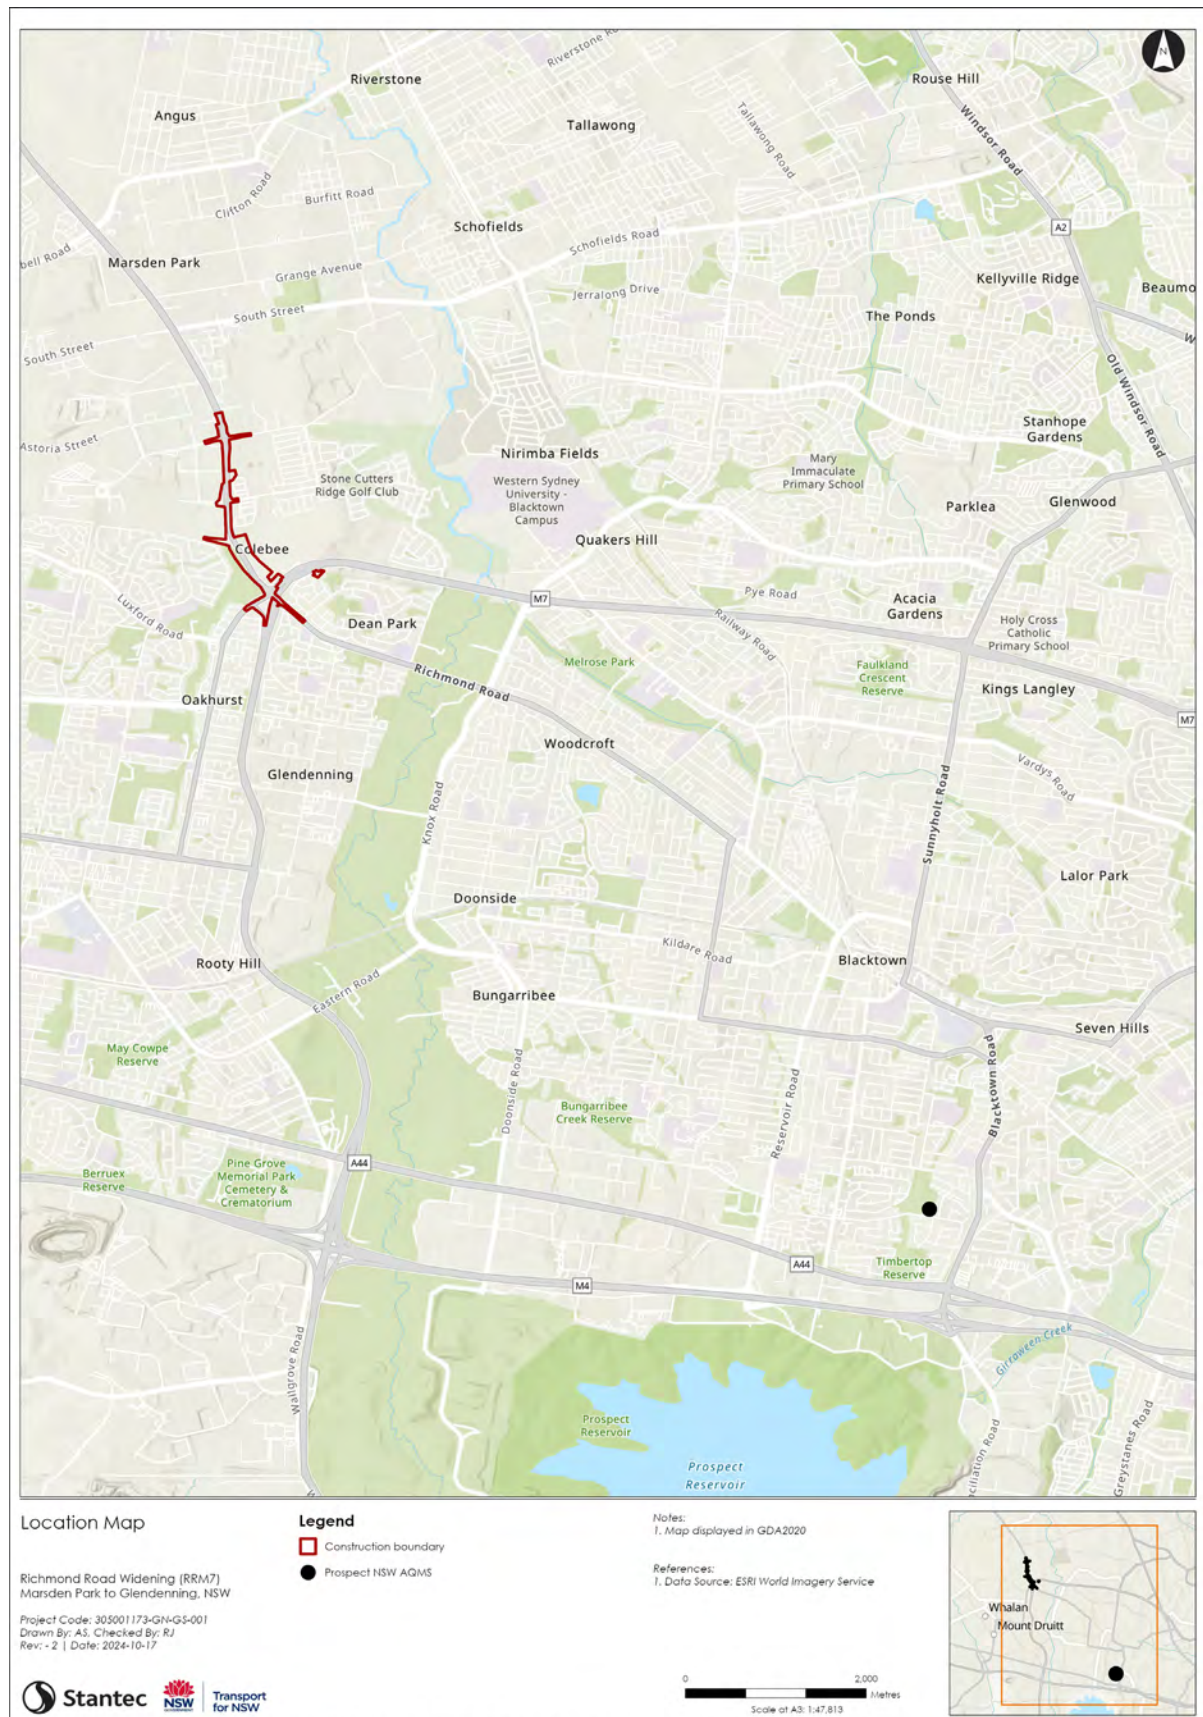 N
Riverstone Ro
Riverstone
Rouse Hill
Angus
Tallawong
Tallawong Road
Windsor Road
Clifton Road
Burfitt Road
Schofields
Schofields Road
A2
bell Road
Marsden Park
Grange Avenue
Kellyville Ridge
Jerralong Drive
Beaumo
South Street
The Ponds
South Street
W
Old Windsor Road
Astoria Street
Stanhope
Gardens
Nirimba Fields
Stone Cutters
Ridge Golf Club
Western Sydney
University -
Blacktown
Campus
Mary
Immaculate
Primary School
Parklea
Glenwood
Colebee
Quakers Hill
M7
Pye Road
Acacia
Gardens
Luxford Road
Dean Park
Railway Road
Holy Cross
Catholic
Primary School
Melrose Park
Faulkland
Crescent
Reserve
Richmond Road
Oakhurst
Kings Langley
M7
Woodcroft
Glendenning
Vardys Road
Knox Road
Sunnyholt Road
Lalor Park
Doonside
Kildare Road
Blacktown
Rooty Hill
Eastern Road
Bungarribee
Seven Hills
May Cowpe
Reserve
Doonside Road
Blacktown Road
Bungarribee
Creek Reserve
Reservoir Road
A44
Berruex
Reserve
Pine Grove
Memorial Park
Cemetery &
Crematorium
Timbertop
Reserve
A44
M4
Girraween Creek
Wallgrove Road
Prospect
Reservoir
Prospect
Reservoir
nciliation Road
Greystanes Road
W
Location Map
Richmond Road Widening (RRM7)
Marsden Park to Glendenning, NSW
Project Code: 305001173-GN-GS-001
Drawn By: AS, Checked By: RJ
Rev: - 2 | Date: 2024-10-17
Stantec
NSW
GOVERNMENT
Transport
for NSW
Legend
Construction boundary
Prospect NSW AQMS
Notes:
1. Map displayed in GDA2020
References:
1. Data Source: ESRI World Imagery Service
0
2,000
Metres
Scale at A3: 1:47,813
Whalan
Mount Druitt